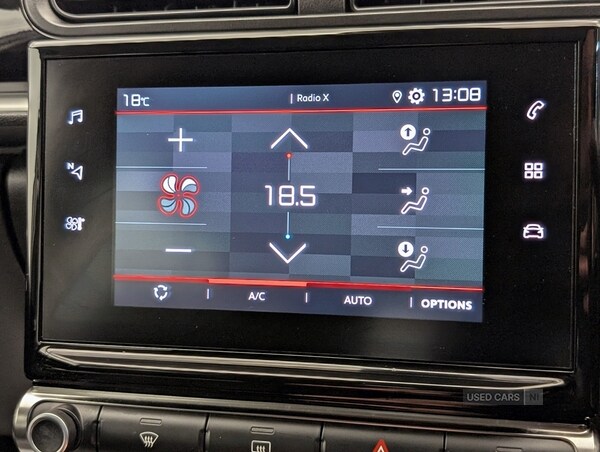 18°C
Radio X
13:08
N
18.5
A/C
AUTO
OPTIONS
USED CARS NI